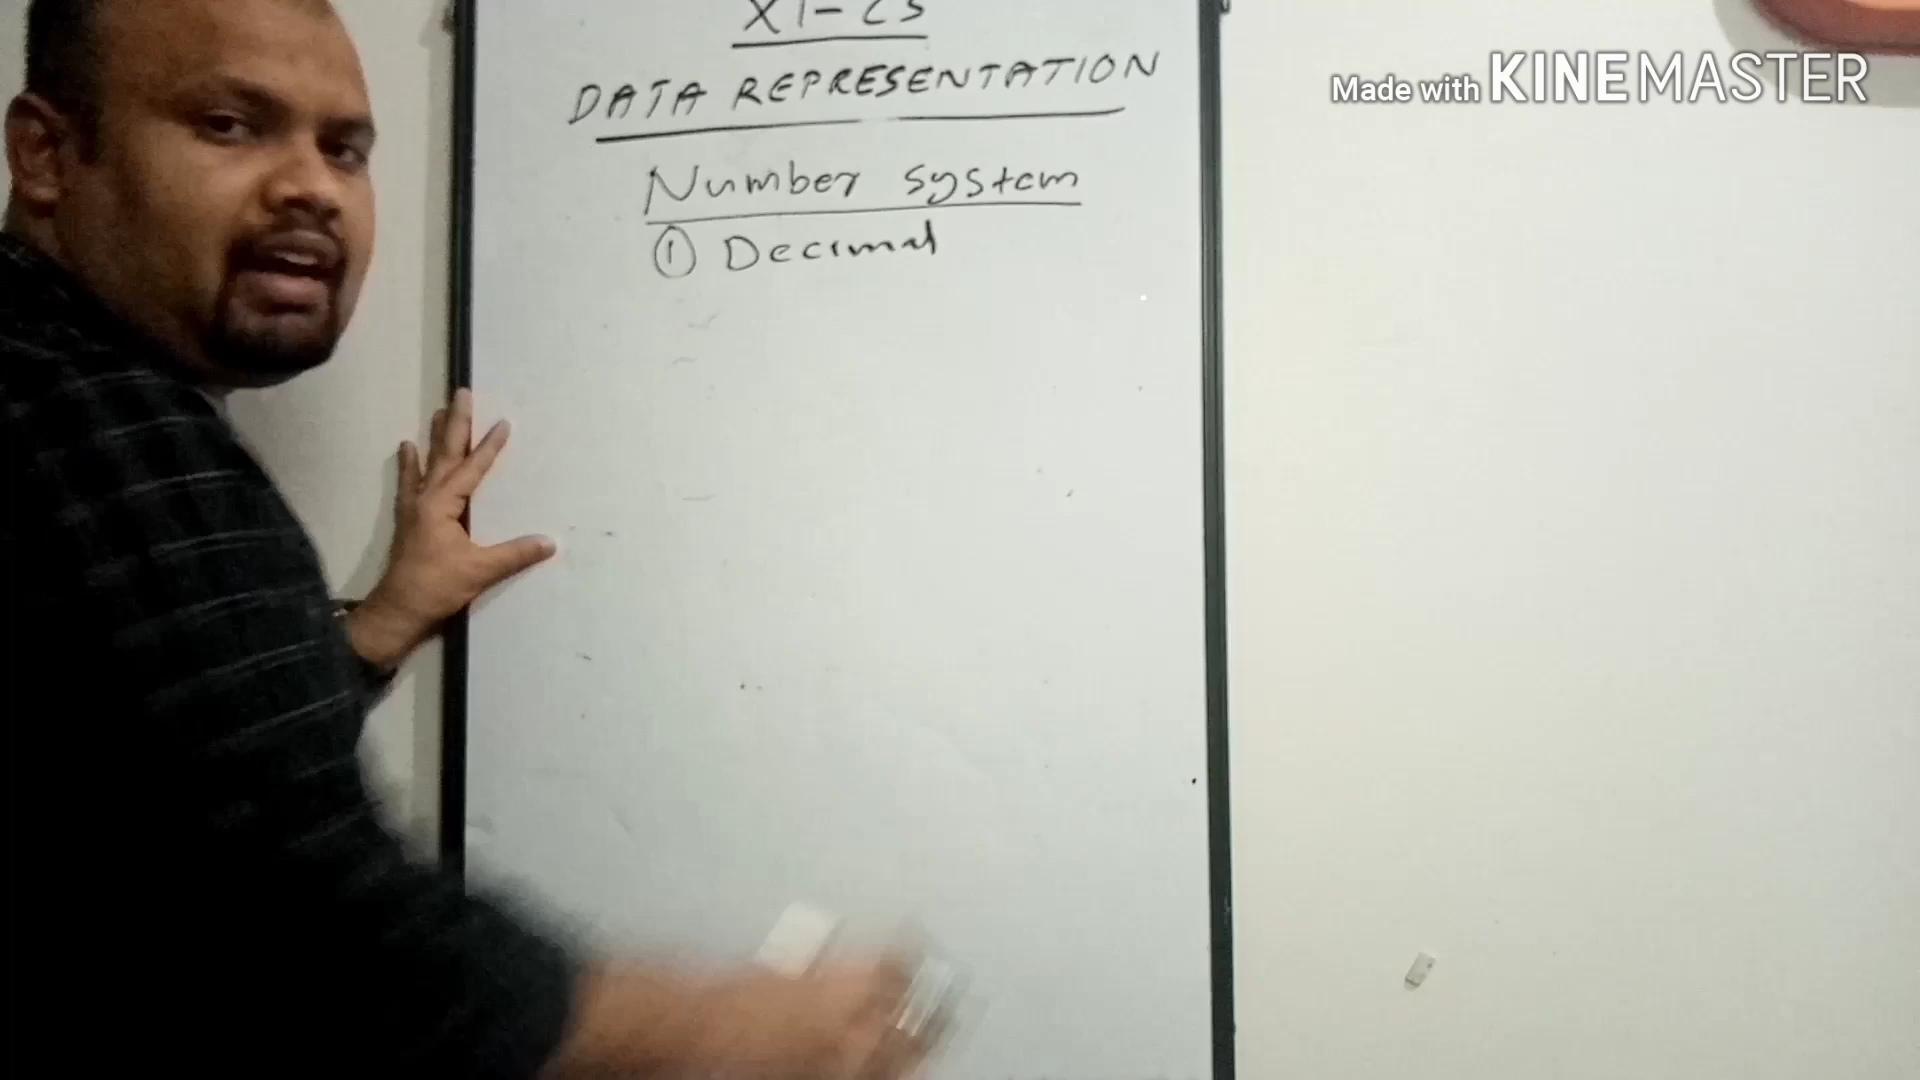 XI-CS
DATA REPRESENTATION
Number system
① Decimal
Made with KINEMASTER